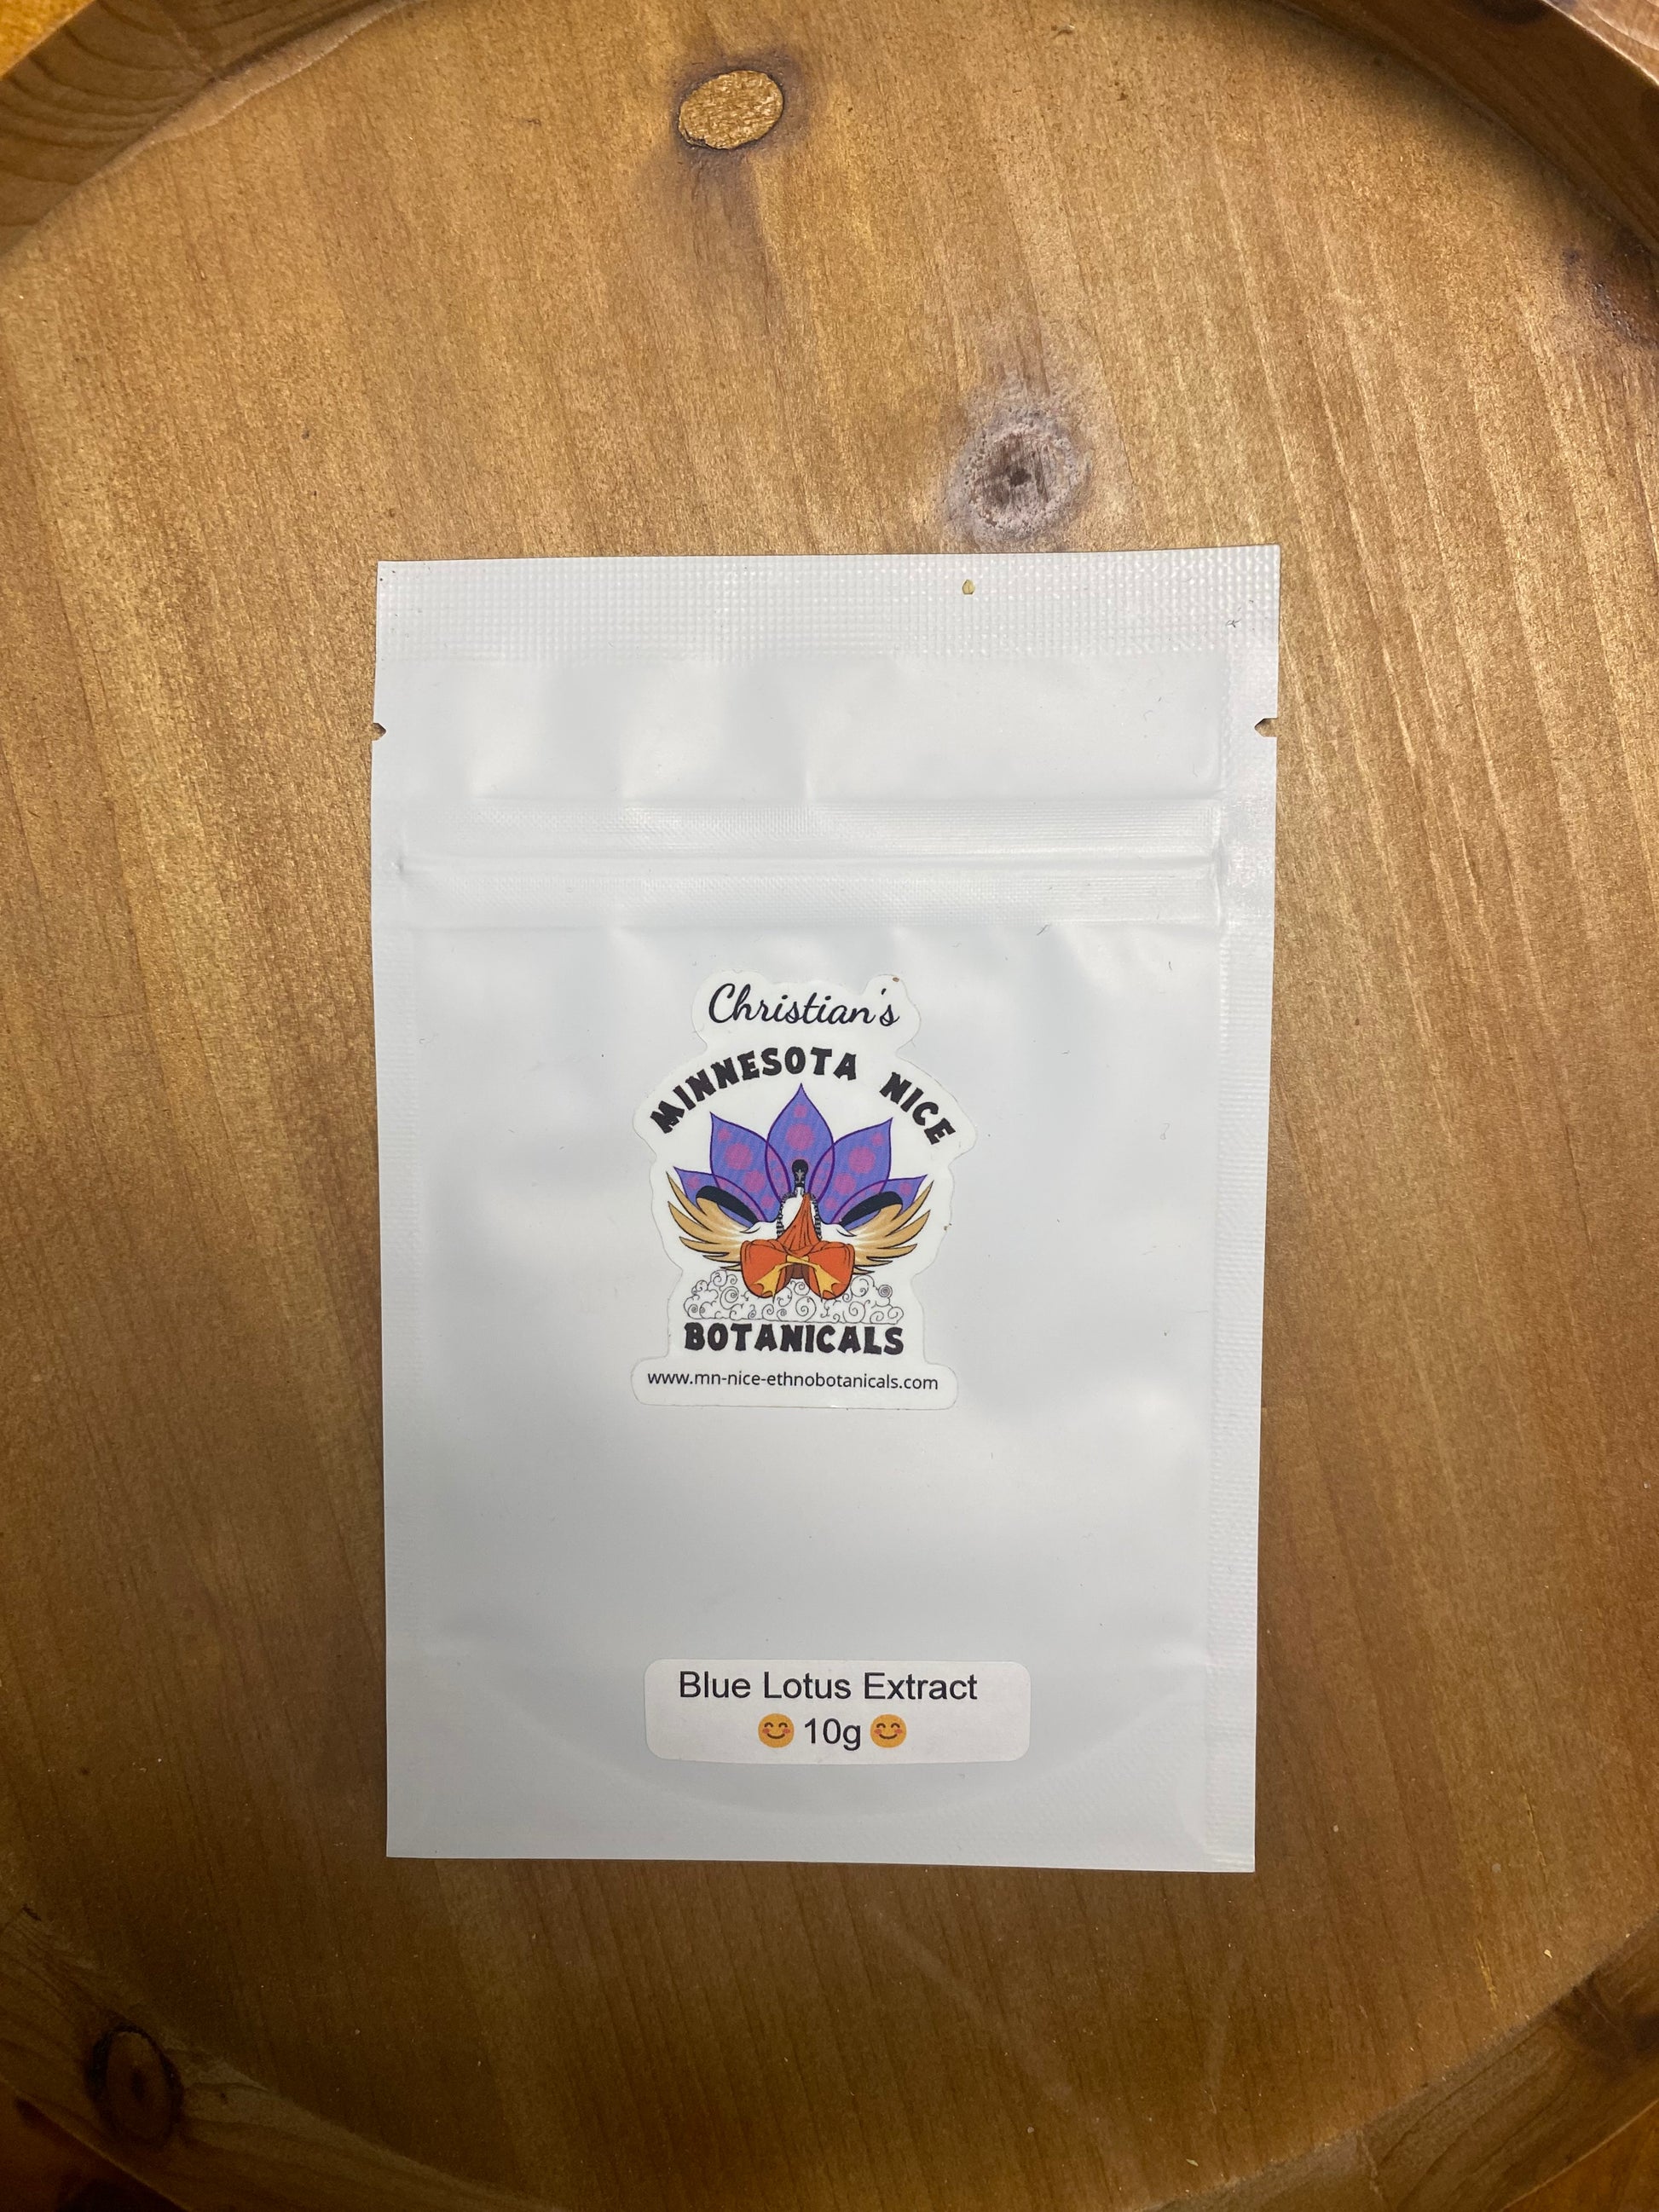 Christian's
MINNESOTA NICE
BOTANICALS
www.mn-nice-ethnobotanicals.com
Blue Lotus Extract
😊 10g 😊